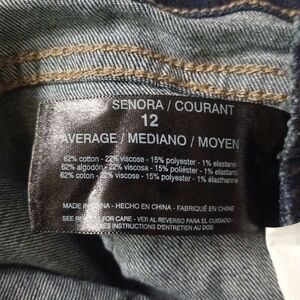 / SENORA / COURANT
12
AVERAGE / MEDIANO / MOYEN
62% cotton - 22% viscose - 15% polyester - 1% elastane
62% algodón - 22% viscosa - 15% poliéster - 1% elastano
62% coton - 22% viscose - 15% polyester - 1% élasthanne
MADE IN CHINA - HECHO EN CHINA - FABRIQUÉ EN CHINE
SEE REVERSE FOR CARE - VER AL REVERSO PARA EL CUIDADO -
LES INSTRUCTIONS D'ENTRETIEN AU DOS